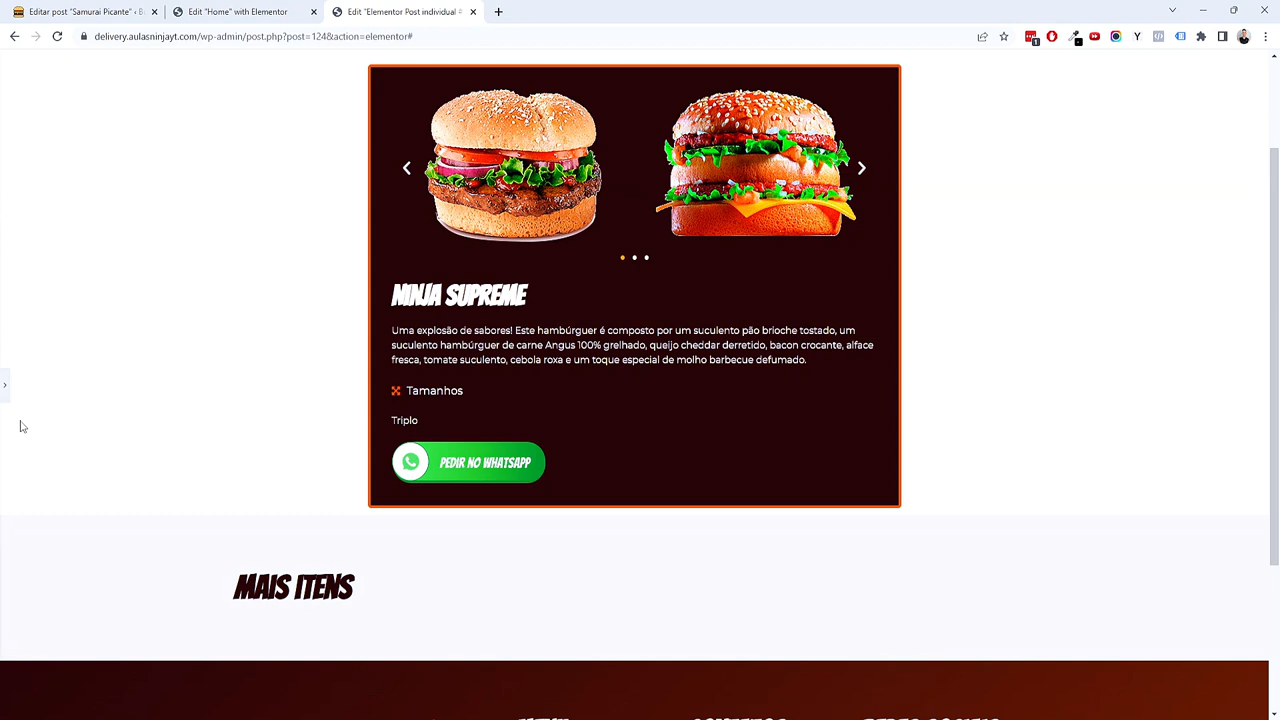 Editar post "Samurai Picante" ‹ B
Edit "Home" with Elementor
Edit "Elementor Post individual #
delivery.aulasninjayt.com/wp-admin/post.php?post=124&action=elementor#
NINJA SUPREME
Uma explosão de sabores! Este hambúrguer é composto por um suculento pão brioche tostado, um
suculento hambúrguer de carne Angus 100% grelhado, queijo cheddar derretido, bacon crocante, alface
fresca, tomate suculento, cebola roxa e um toque especial de molho barbecue defumado.
Tamanhos
Triplo
PEDIR NO WHATSAPP
MAIS ITENS